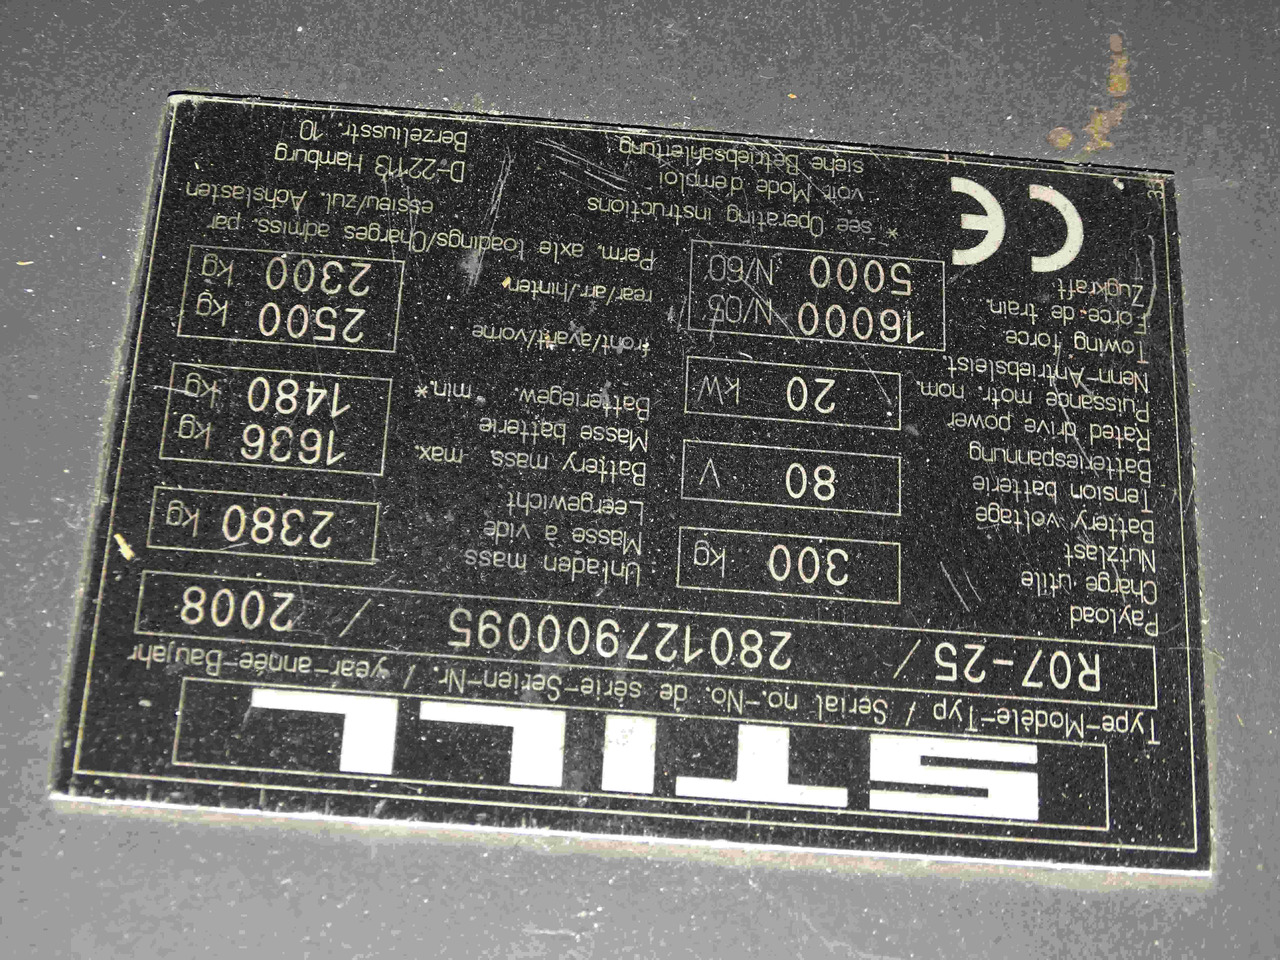 STILL
Type-Modèle-Typ / Serial no.-No. de série-Serien-Nr. / year-année-Baujahr
R07-25 / 280127900095 / 2008
Payload
Charge utile
Nutzlast
300 kg
Unladen mass
Masse à vide
Leergewicht
2380 kg
Battery voltage
Tension batterie
Batteriespannung
80 V
Battery mass max.
Masse batterie
Batteriegew. min.*
1636 kg
1480 kg
Rated drive power
Puissance motr. nom.
Nenn-Antriebsleist.
20 kW
front/avant/vorne
2500 kg
rear/arr/hinten
2300 kg
Towing force
Force de train.
Zugkraft
16000 N/05
5000 N/60
Perm. axle loadings/Charges admiss. par
essieu/zul. Achslasten
CE
* see Operating instructions
voir Mode d'emploi
siehe Betriebsanleitung
D-22113 Hamburg
Berzeliusstr. 10